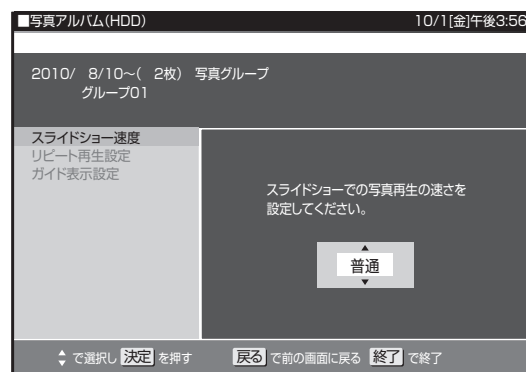 ■写真アルバム(HDD) 10/1[金]午後3:56
2010/ 8/10~( 2枚) 写真グループ
グループ01
スライドショー速度
リピート再生設定
ガイド表示設定
スライドショーでの写真再生の速さを
設定してください。
▲
普通
▼
で選択し 決定 を押す 戻る で前の画面に戻る 終了 で終了